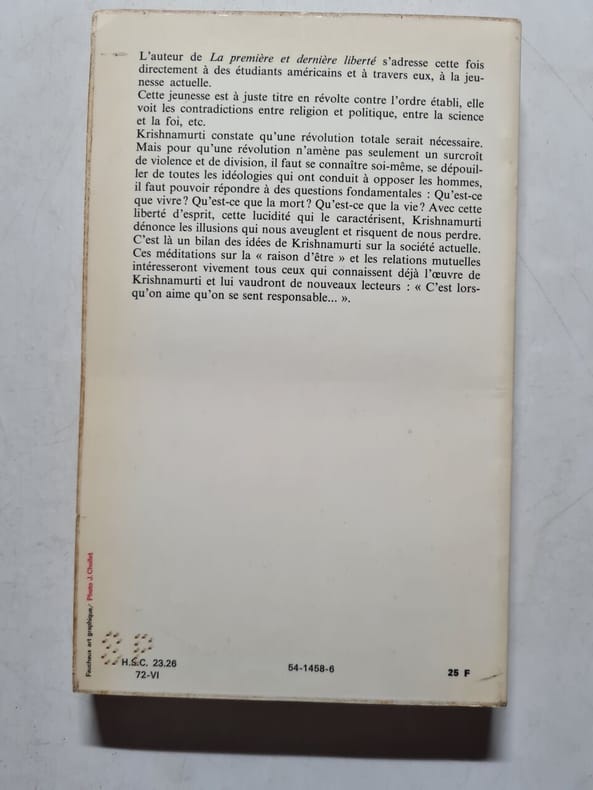 L'auteur de La première et dernière liberté s'adresse cette fois
directement à des étudiants américains et à travers eux, à la jeu-
nesse actuelle.
Cette jeunesse est à juste titre en révolte contre l'ordre établi, elle
voit les contradictions entre religion et politique, entre la science
et la foi, etc.
Krishnamurti constate qu'une révolution totale serait nécessaire.
Mais pour qu'une révolution n'amène pas seulement un surcroît
de violence et de division, il faut se connaître soi-même, se dépouil-
ler de toutes les idéologies qui ont conduit à opposer les hommes,
il faut pouvoir répondre à des questions fondamentales : Qu'est-ce
que vivre? Qu'est-ce que la mort? Qu'est-ce que la vie? Avec cette
liberté d'esprit, cette lucidité qui le caractérisent, Krishnamurti
dénonce les illusions qui nous aveuglent et risquent de nous perdre.
C'est là un bilan des idées de Krishnamurti sur la société actuelle.
Ces méditations sur la « raison d'être » et les relations mutuelles
intéresseront vivement tous ceux qui connaissent déjà l'œuvre de
Krishnamurti et lui vaudront de nouveaux lecteurs : « C'est lors-
qu'on aime qu'on se sent responsable... ».
Faucheux art graphique/ Photo J. Chollet
H.S.C. 23.26
72-VI
54-1458-6
25 F